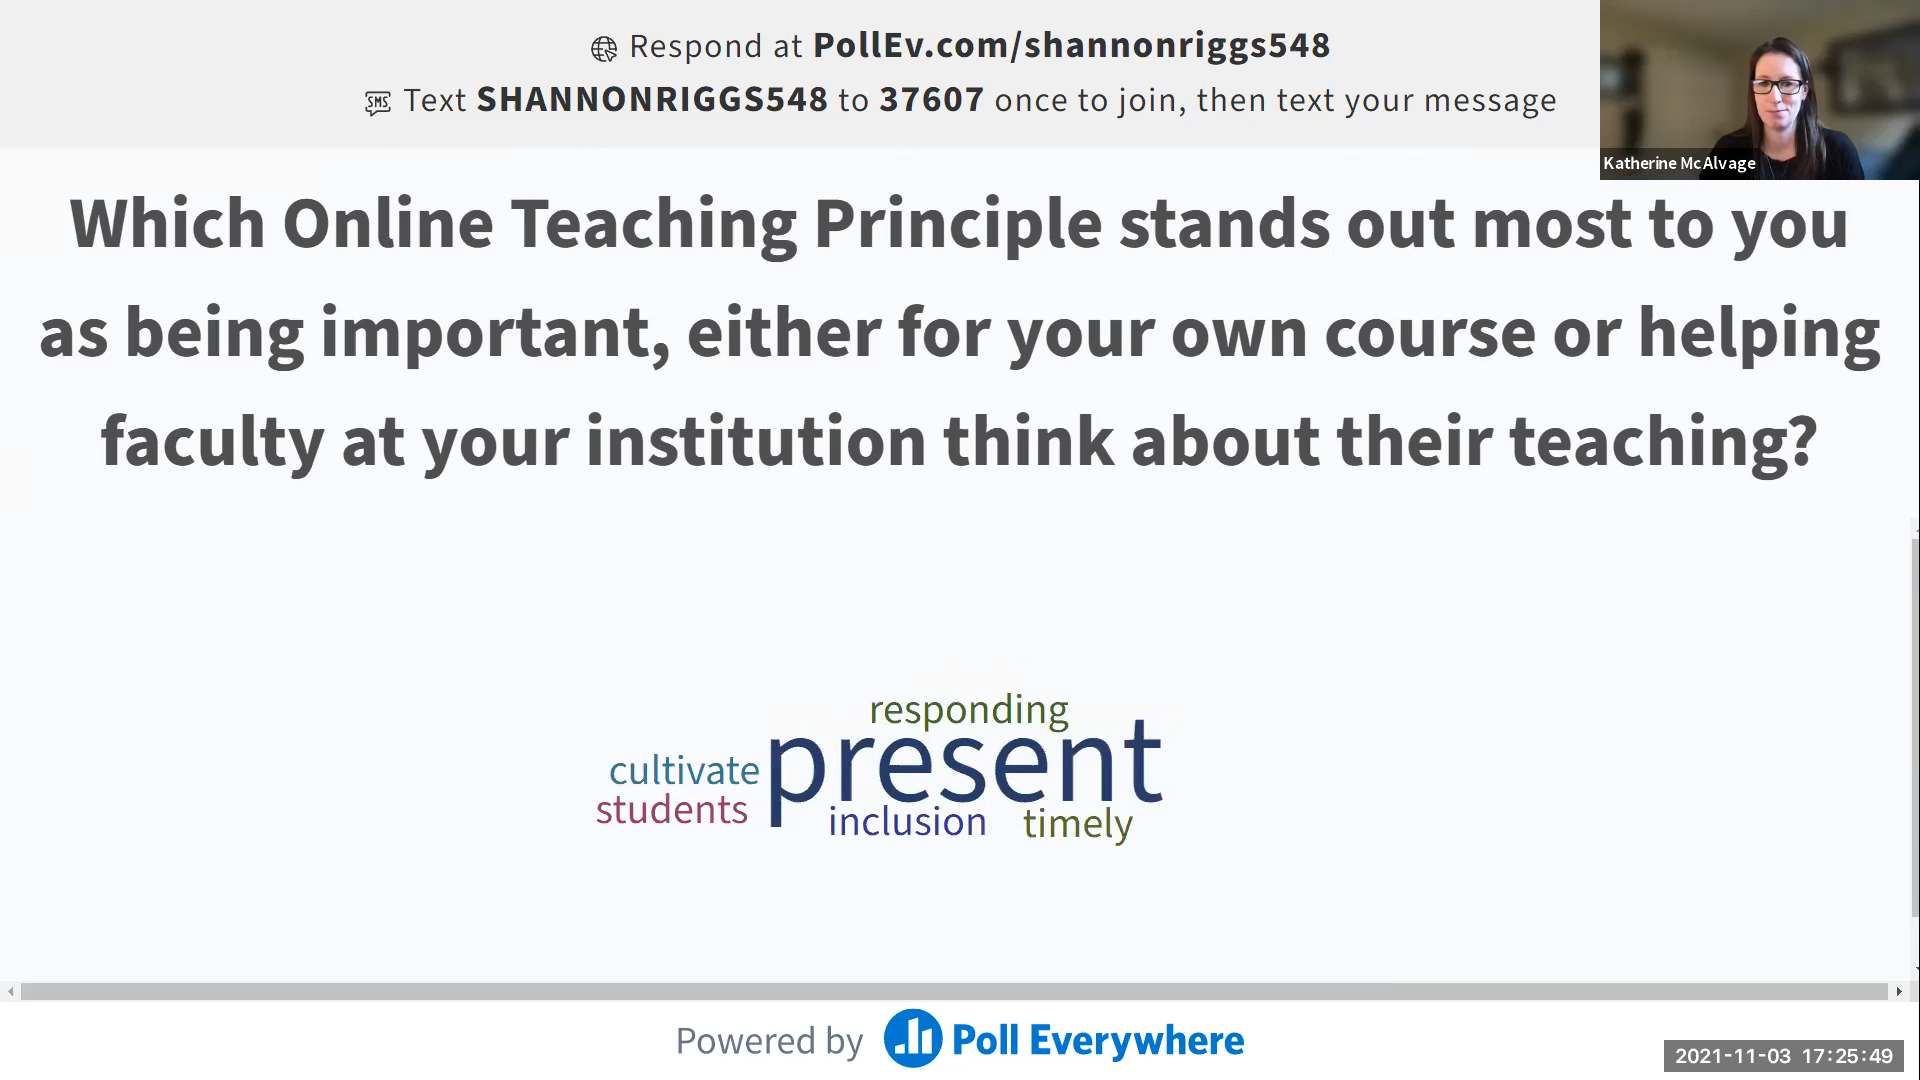 Respond at PollEv.com/shannonriggs548
SMS Text SHANNONRIGGS548 to 37607 once to join, then text your message
Katherine McAlvage
Which Online Teaching Principle stands out most to you
as being important, either for your own course or helping
faculty at your institution think about their teaching?
responding
present
cultivate
students
inclusion
timely
Powered by Poll Everywhere
2021-11-03 17:25:49